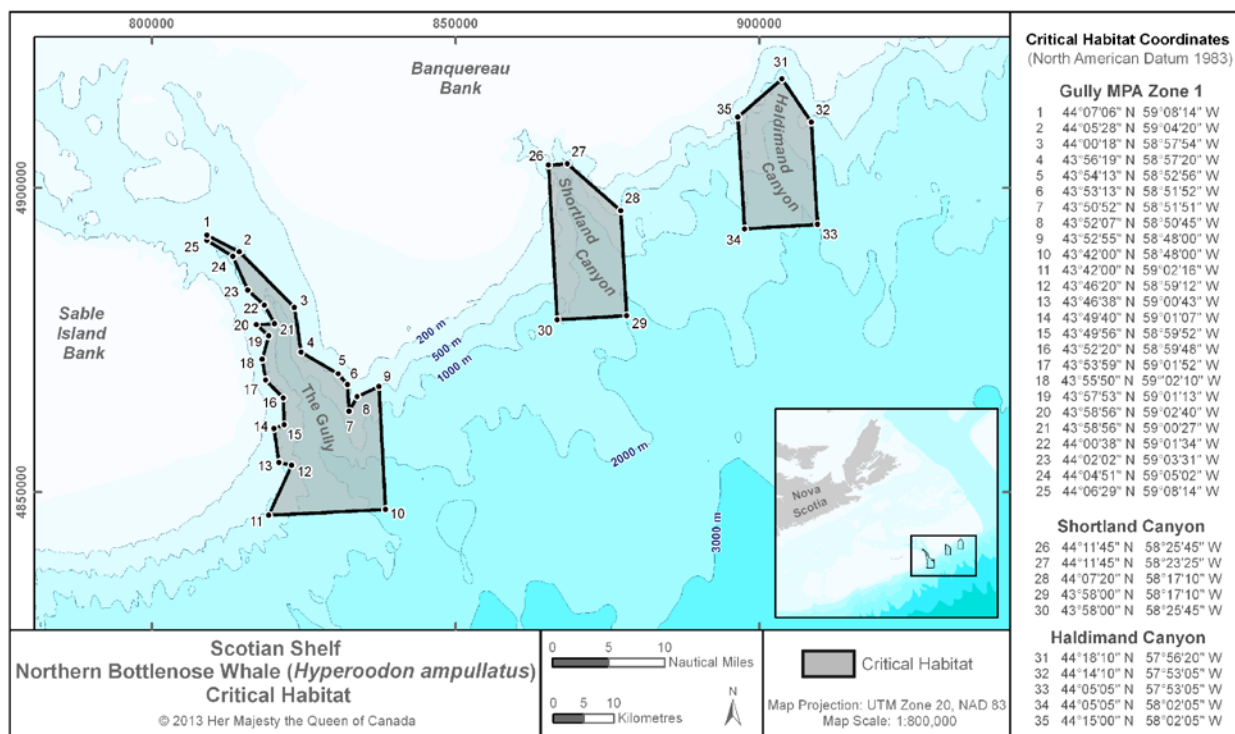 800000
850000
900000
4900000
4850000
Banquereau
Bank
Sable
Island
Bank
The Gully
Shortland
Canyon
Haldimand
Canyon
1
2
3
4
5
6
7
8
9
10
11
12
13
14
15
16
17
18
19
20
21
22
23
24
25
26
27
28
29
30
31
32
33
34
35
200 m
500 m
1000 m
2000 m
3000 m
Nova
Scotia
Scotian Shelf
Northern Bottlenose Whale (Hyperoodon ampullatus)
Critical Habitat
© 2013 Her Majesty the Queen of Canada
0 5 10
Nautical Miles
0 5 10
Kilometres
N
Critical Habitat
Map Projection: UTM Zone 20, NAD 83
Map Scale: 1:800,000
Critical Habitat Coordinates
(North American Datum 1983)
Gully MPA Zone 1
1 44°07'06" N 59°08'14" W
2 44°05'28" N 59°04'20" W
3 44°00'18" N 58°57'54" W
4 43°56'19" N 58°57'20" W
5 43°54'13" N 58°52'56" W
6 43°53'13" N 58°51'52" W
7 43°50'52" N 58°51'51" W
8 43°52'07" N 58°50'45" W
9 43°52'55" N 58°48'00" W
10 43°42'00" N 58°48'00" W
11 43°42'00" N 59°02'16" W
12 43°46'20" N 58°59'12" W
13 43°46'38" N 59°00'43" W
14 43°49'40" N 59°01'07" W
15 43°49'56" N 58°59'52" W
16 43°52'20" N 58°59'48" W
17 43°53'59" N 59°01'52" W
18 43°55'50" N 59°02'10" W
19 43°57'53" N 59°01'13" W
20 43°58'56" N 59°02'40" W
21 43°58'56" N 59°00'27" W
22 44°00'38" N 59°01'34" W
23 44°02'02" N 59°03'31" W
24 44°04'51" N 59°05'02" W
25 44°06'29" N 59°08'14" W
Shortland Canyon
26 44°11'45" N 58°25'45" W
27 44°11'45" N 58°23'25" W
28 44°07'20" N 58°17'10" W
29 43°58'00" N 58°17'10" W
30 43°58'00" N 58°25'45" W
Haldimand Canyon
31 44°18'10" N 57°56'20" W
32 44°14'10" N 57°53'05" W
33 44°05'05" N 57°53'05" W
34 44°05'05" N 58°02'05" W
35 44°15'00" N 58°02'05" W